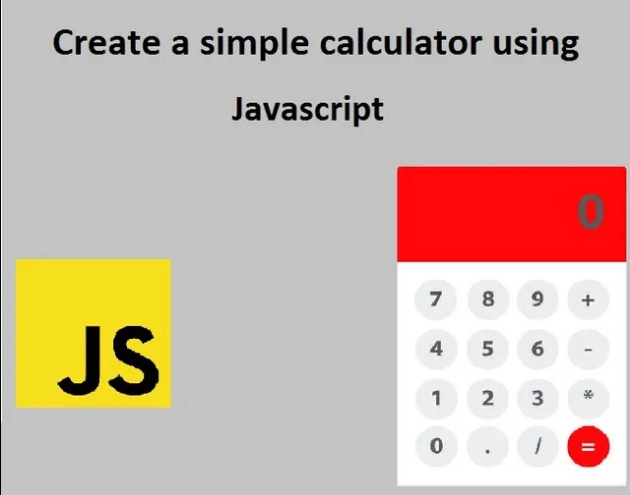 Create a simple calculator using
Javascript
0
JS
7 8 9 +
4 5 6 -
1 2 3 *
0 . / =